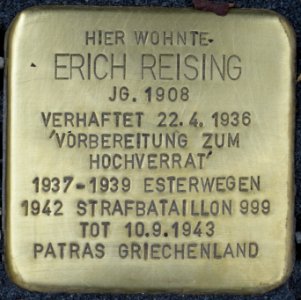 HIER WOHNTE
ERICH REISING
JG. 1908
VERHAFTET 22.4.1936
'VORBEREITUNG ZUM
HOCHVERRAT'
1937-1939 ESTERWEGEN
1942 STRAFBATAILLON 999
TOT 10.9.1943
PATRAS GRIECHENLAND